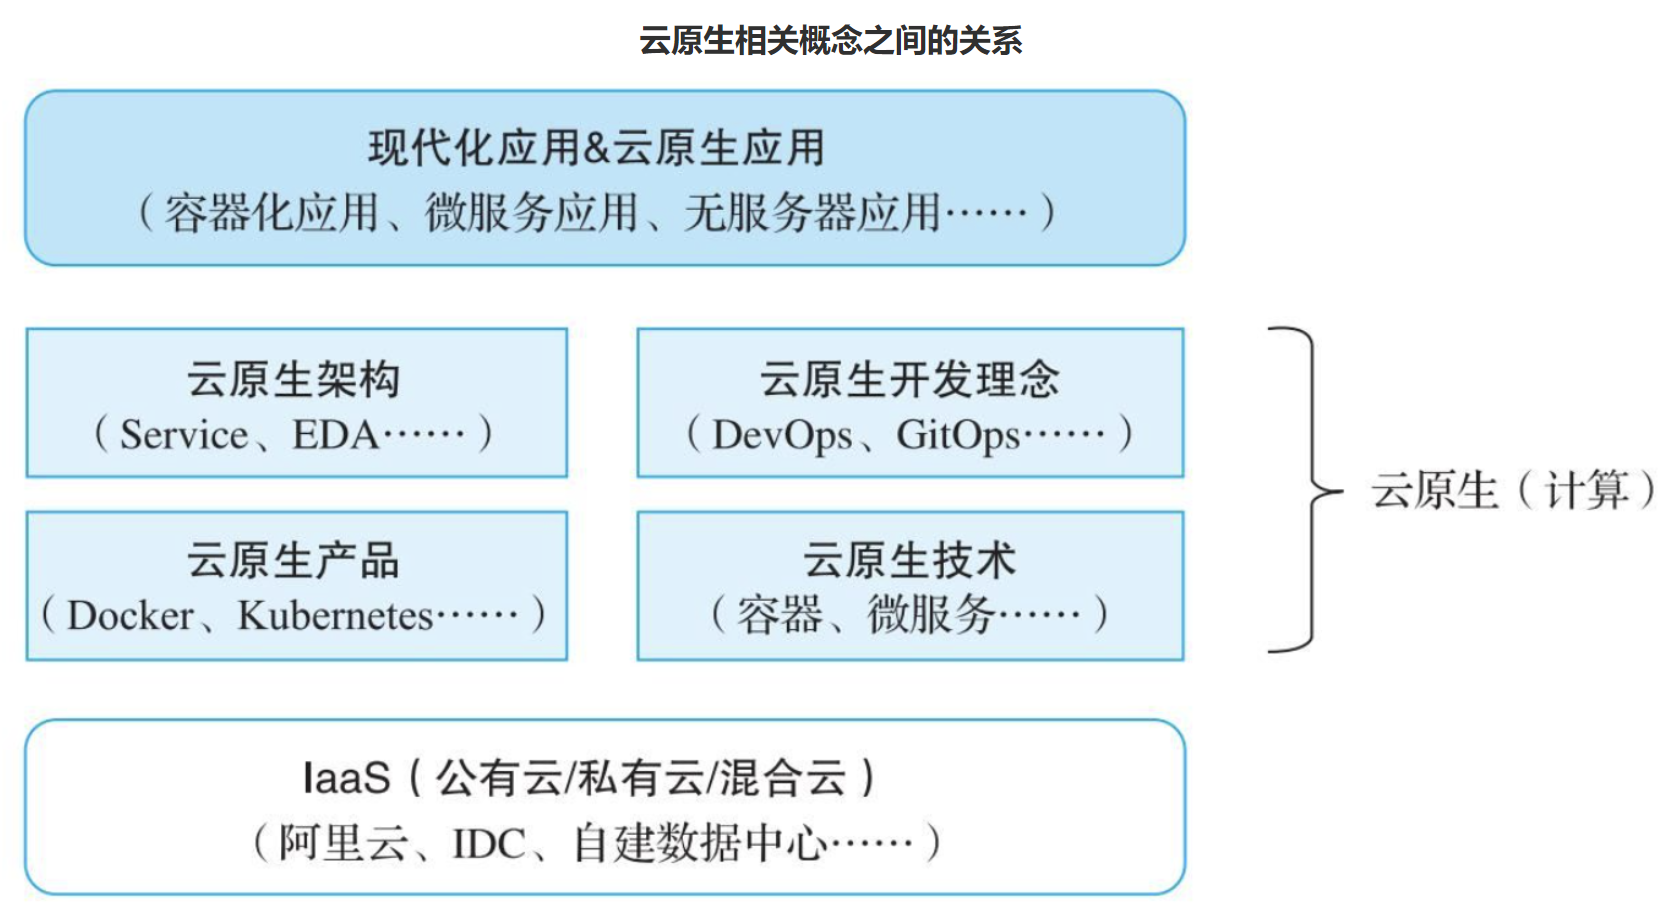 云原生相关概念之间的关系
现代化应用&云原生应用
（容器化应用、微服务应用、无服务器应用……）
云原生架构
（Service、EDA……）
云原生开发理念
（DevOps、GitOps……）
云原生产品
（Docker、Kubernetes……）
云原生技术
（容器、微服务……）
云原生（计算）
IaaS（公有云/私有云/混合云）
（阿里云、IDC、自建数据中心……）